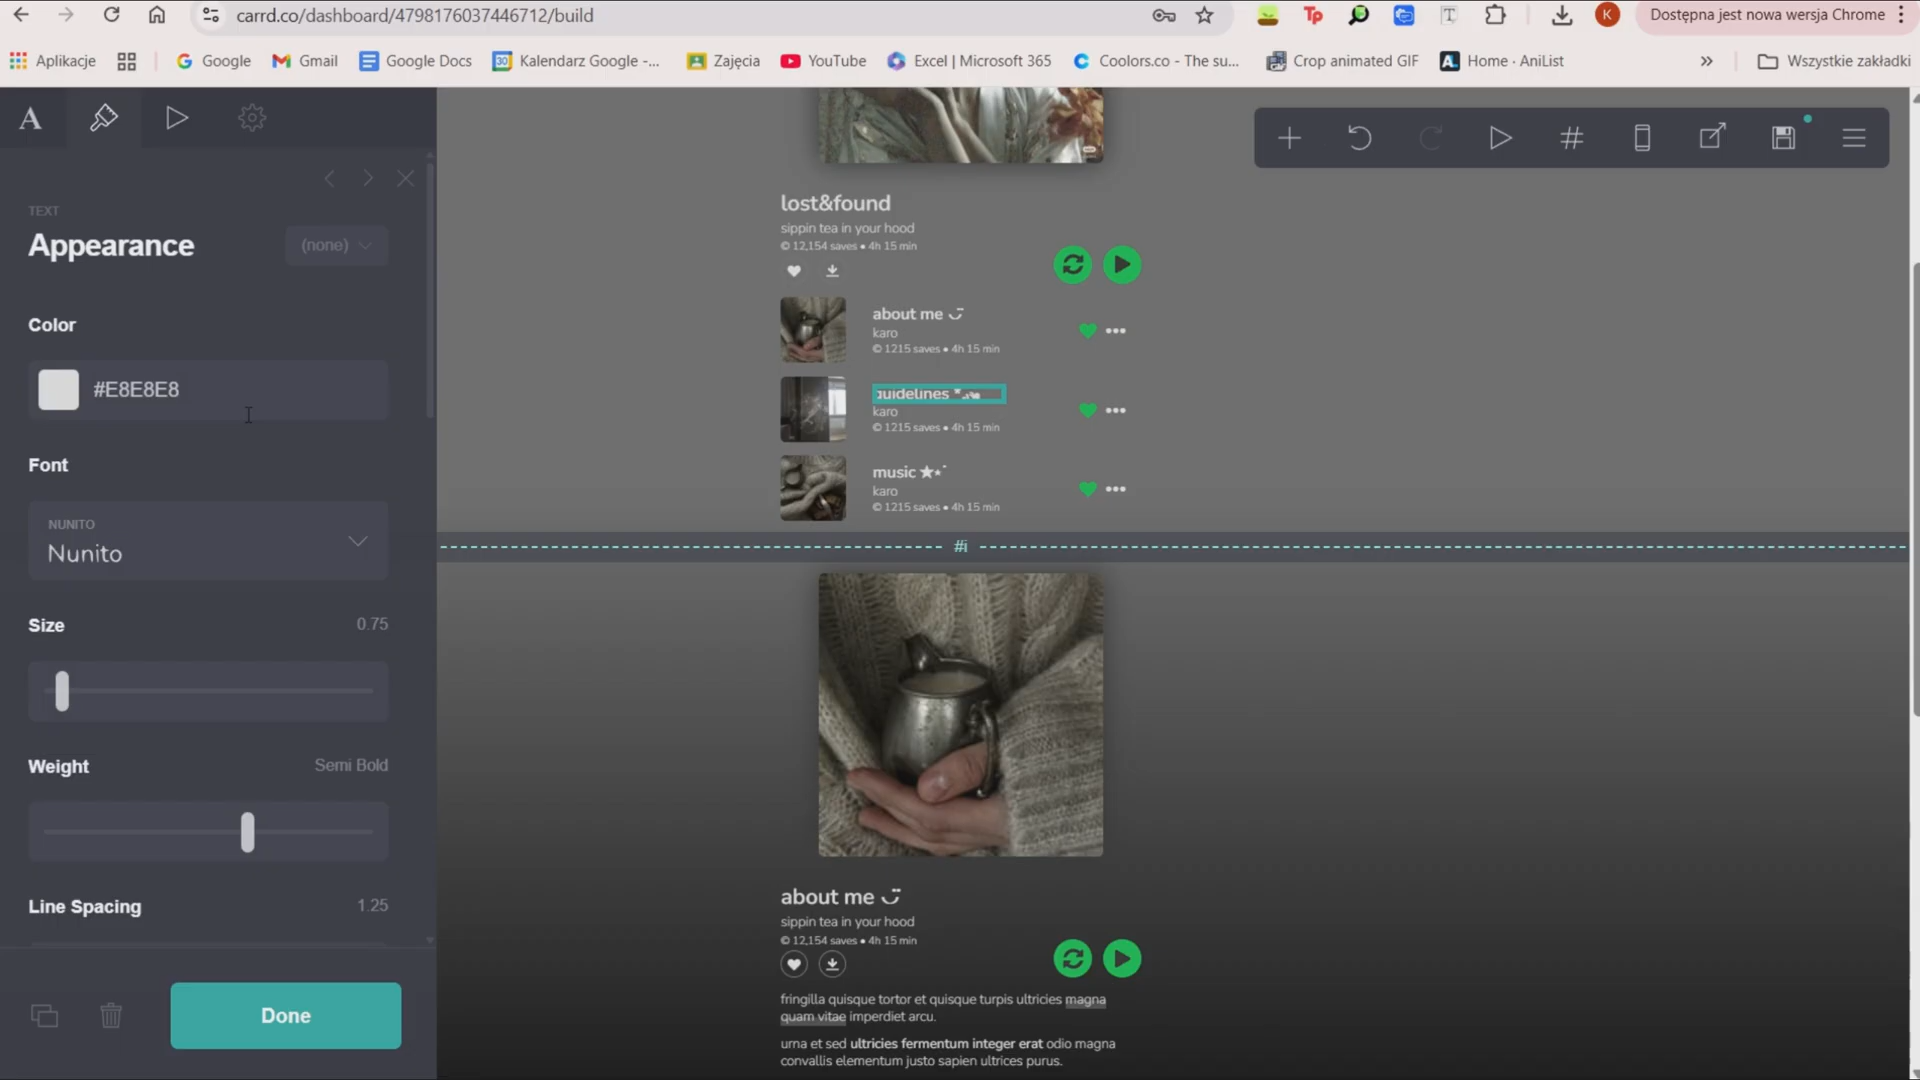 carrd.co/dashboard/4798176037446712/build
Tp
T
K
Dostępna jest nowa wersja Chrome
Aplikacje
Google
Gmail
Google Docs
Kalendarz Google -...
Zajęcia
YouTube
Excel | Microsoft 365
Coolors.co - The su...
Crop animated GIF
Home · AniList
»
Wszystkie zakładki
A
TEXT
Appearance
(none)
Color
#E8E8E8
Font
NUNITO
Nunito
Size
0.75
Weight
Semi Bold
Line Spacing
1.25
Done
#
lost&found
sippin tea in your hood
© 12,154 saves • 4h 15 min
about me
karo
© 1215 saves • 4h 15 min
guidelines
karo
© 1215 saves • 4h 15 min
music ★⋆˙
karo
© 1215 saves • 4h 15 min
#i
about me
sippin tea in your hood
© 12,154 saves • 4h 15 min
fringilla quisque tortor et quisque turpis ultricies magna
quam vitae imperdiet arcu.
urna et sed ultricies fermentum integer erat odio magna
convallis elementum justo sapien ultrices purus.